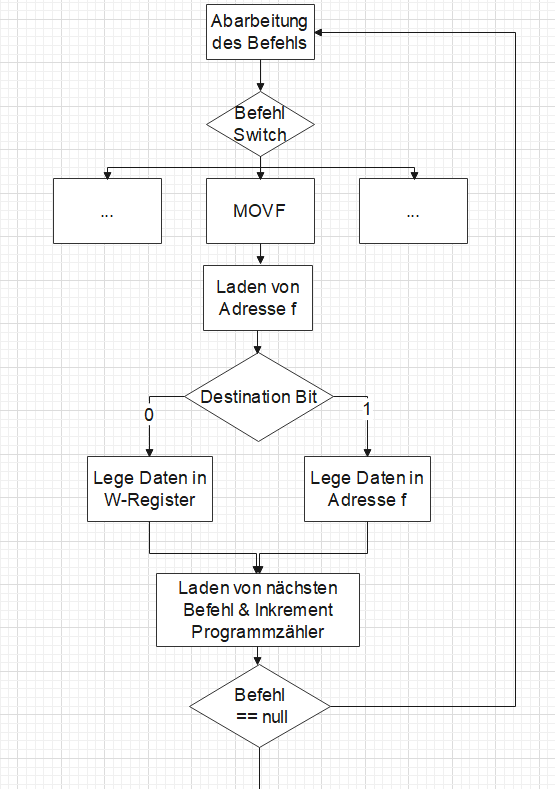 Abarbeitung
des Befehls
Befehl
Switch
...
MOVF
...
Laden von
Adresse f
Destination Bit
0
1
Lege Daten in
W-Register
Lege Daten in
Adresse f
Laden von nächsten
Befehl & Inkrement
Programmzähler
Befehl
== null